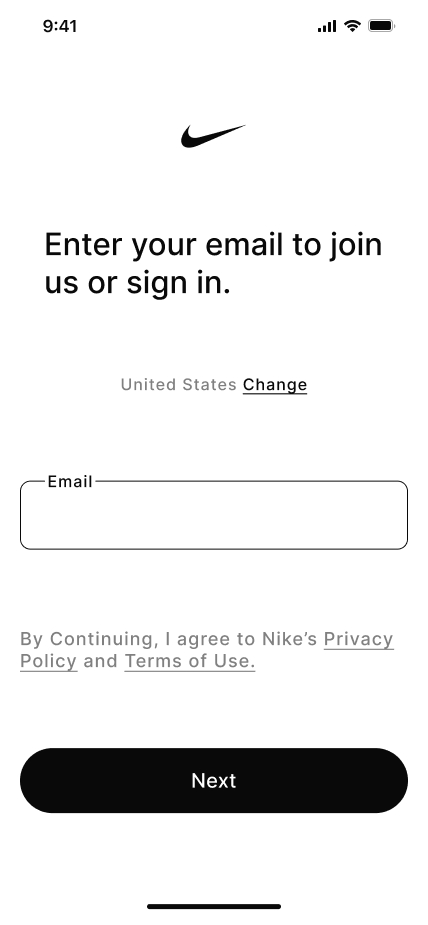 9:41
Enter your email to join
us or sign in.
United States Change
Email
By Continuing, I agree to Nike’s Privacy
Policy and Terms of Use.
Next